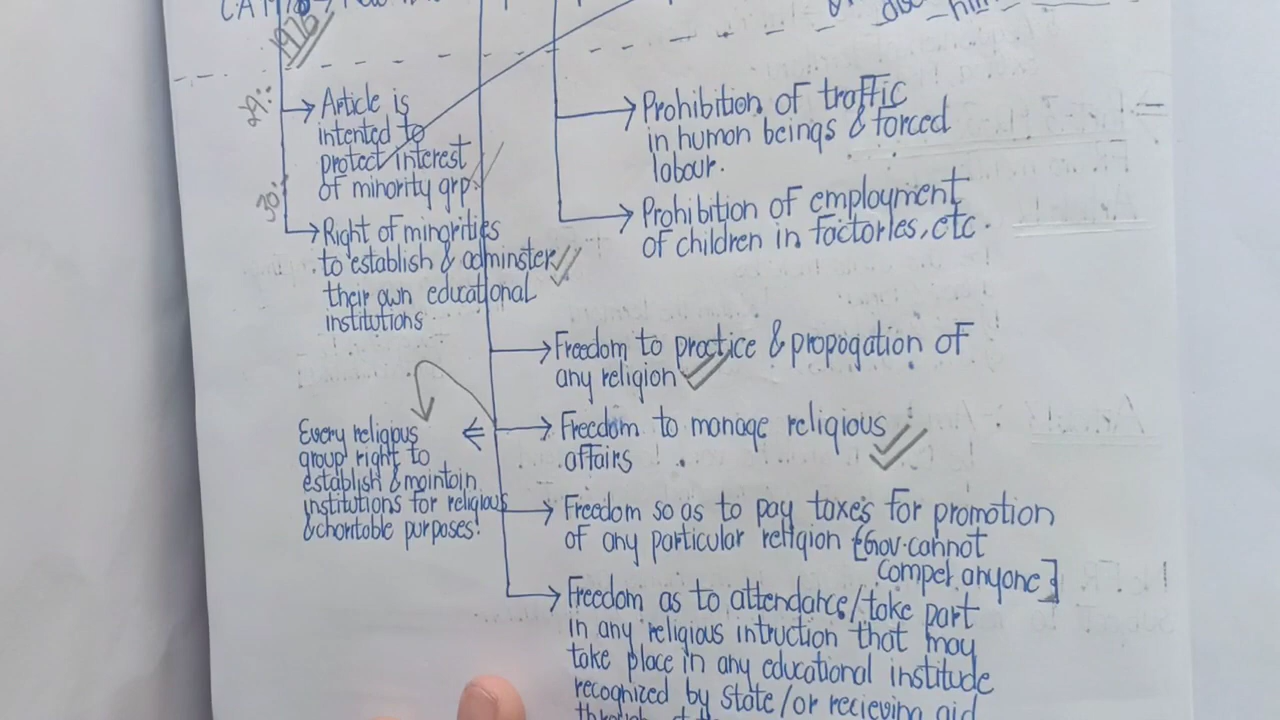 1976
29:-
Article is
intented to
protect interest
of minority grp.
30:-
Right of minorities
to establish & adminster
their own educational
institutions
Prohibition of traffic
in human beings & forced
labour.
Prohibition of employment
of children in factories, etc.
Freedom to practice & propogation of
any religion
Freedom to manage religious
affairs
Every religious
group right to
establish & maintain
institutions for religious
& charitable purposes!
Freedom so as to pay taxes for promotion
of any particular religion [Gov. cannot
compel anyone]
Freedom as to attendance/take part
in any religious intruction that may
take place in any educational institude
recognized by state/or recieving aid